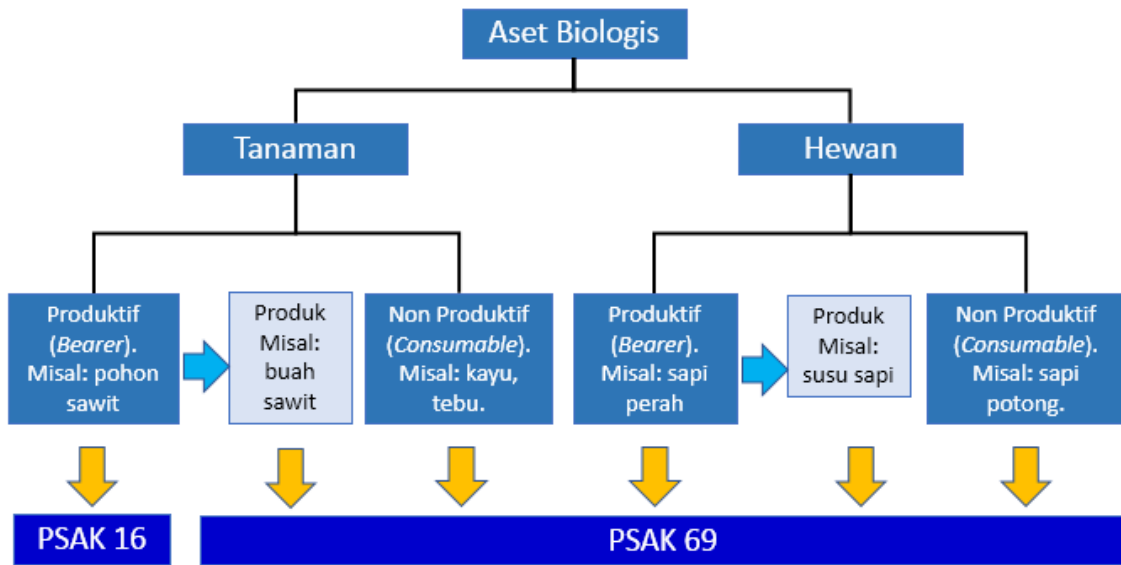 Aset Biologis
Tanaman
Hewan
Produktif
(Bearer).
Misal: pohon
sawit
Produk
Misal:
buah
sawit
Non Produktif
(Consumable).
Misal: kayu,
tebu.
Produktif
(Bearer).
Misal: sapi
perah
Produk
Misal:
susu sapi
Non Produktif
(Consumable).
Misal: sapi
potong.
PSAK 16
PSAK 69